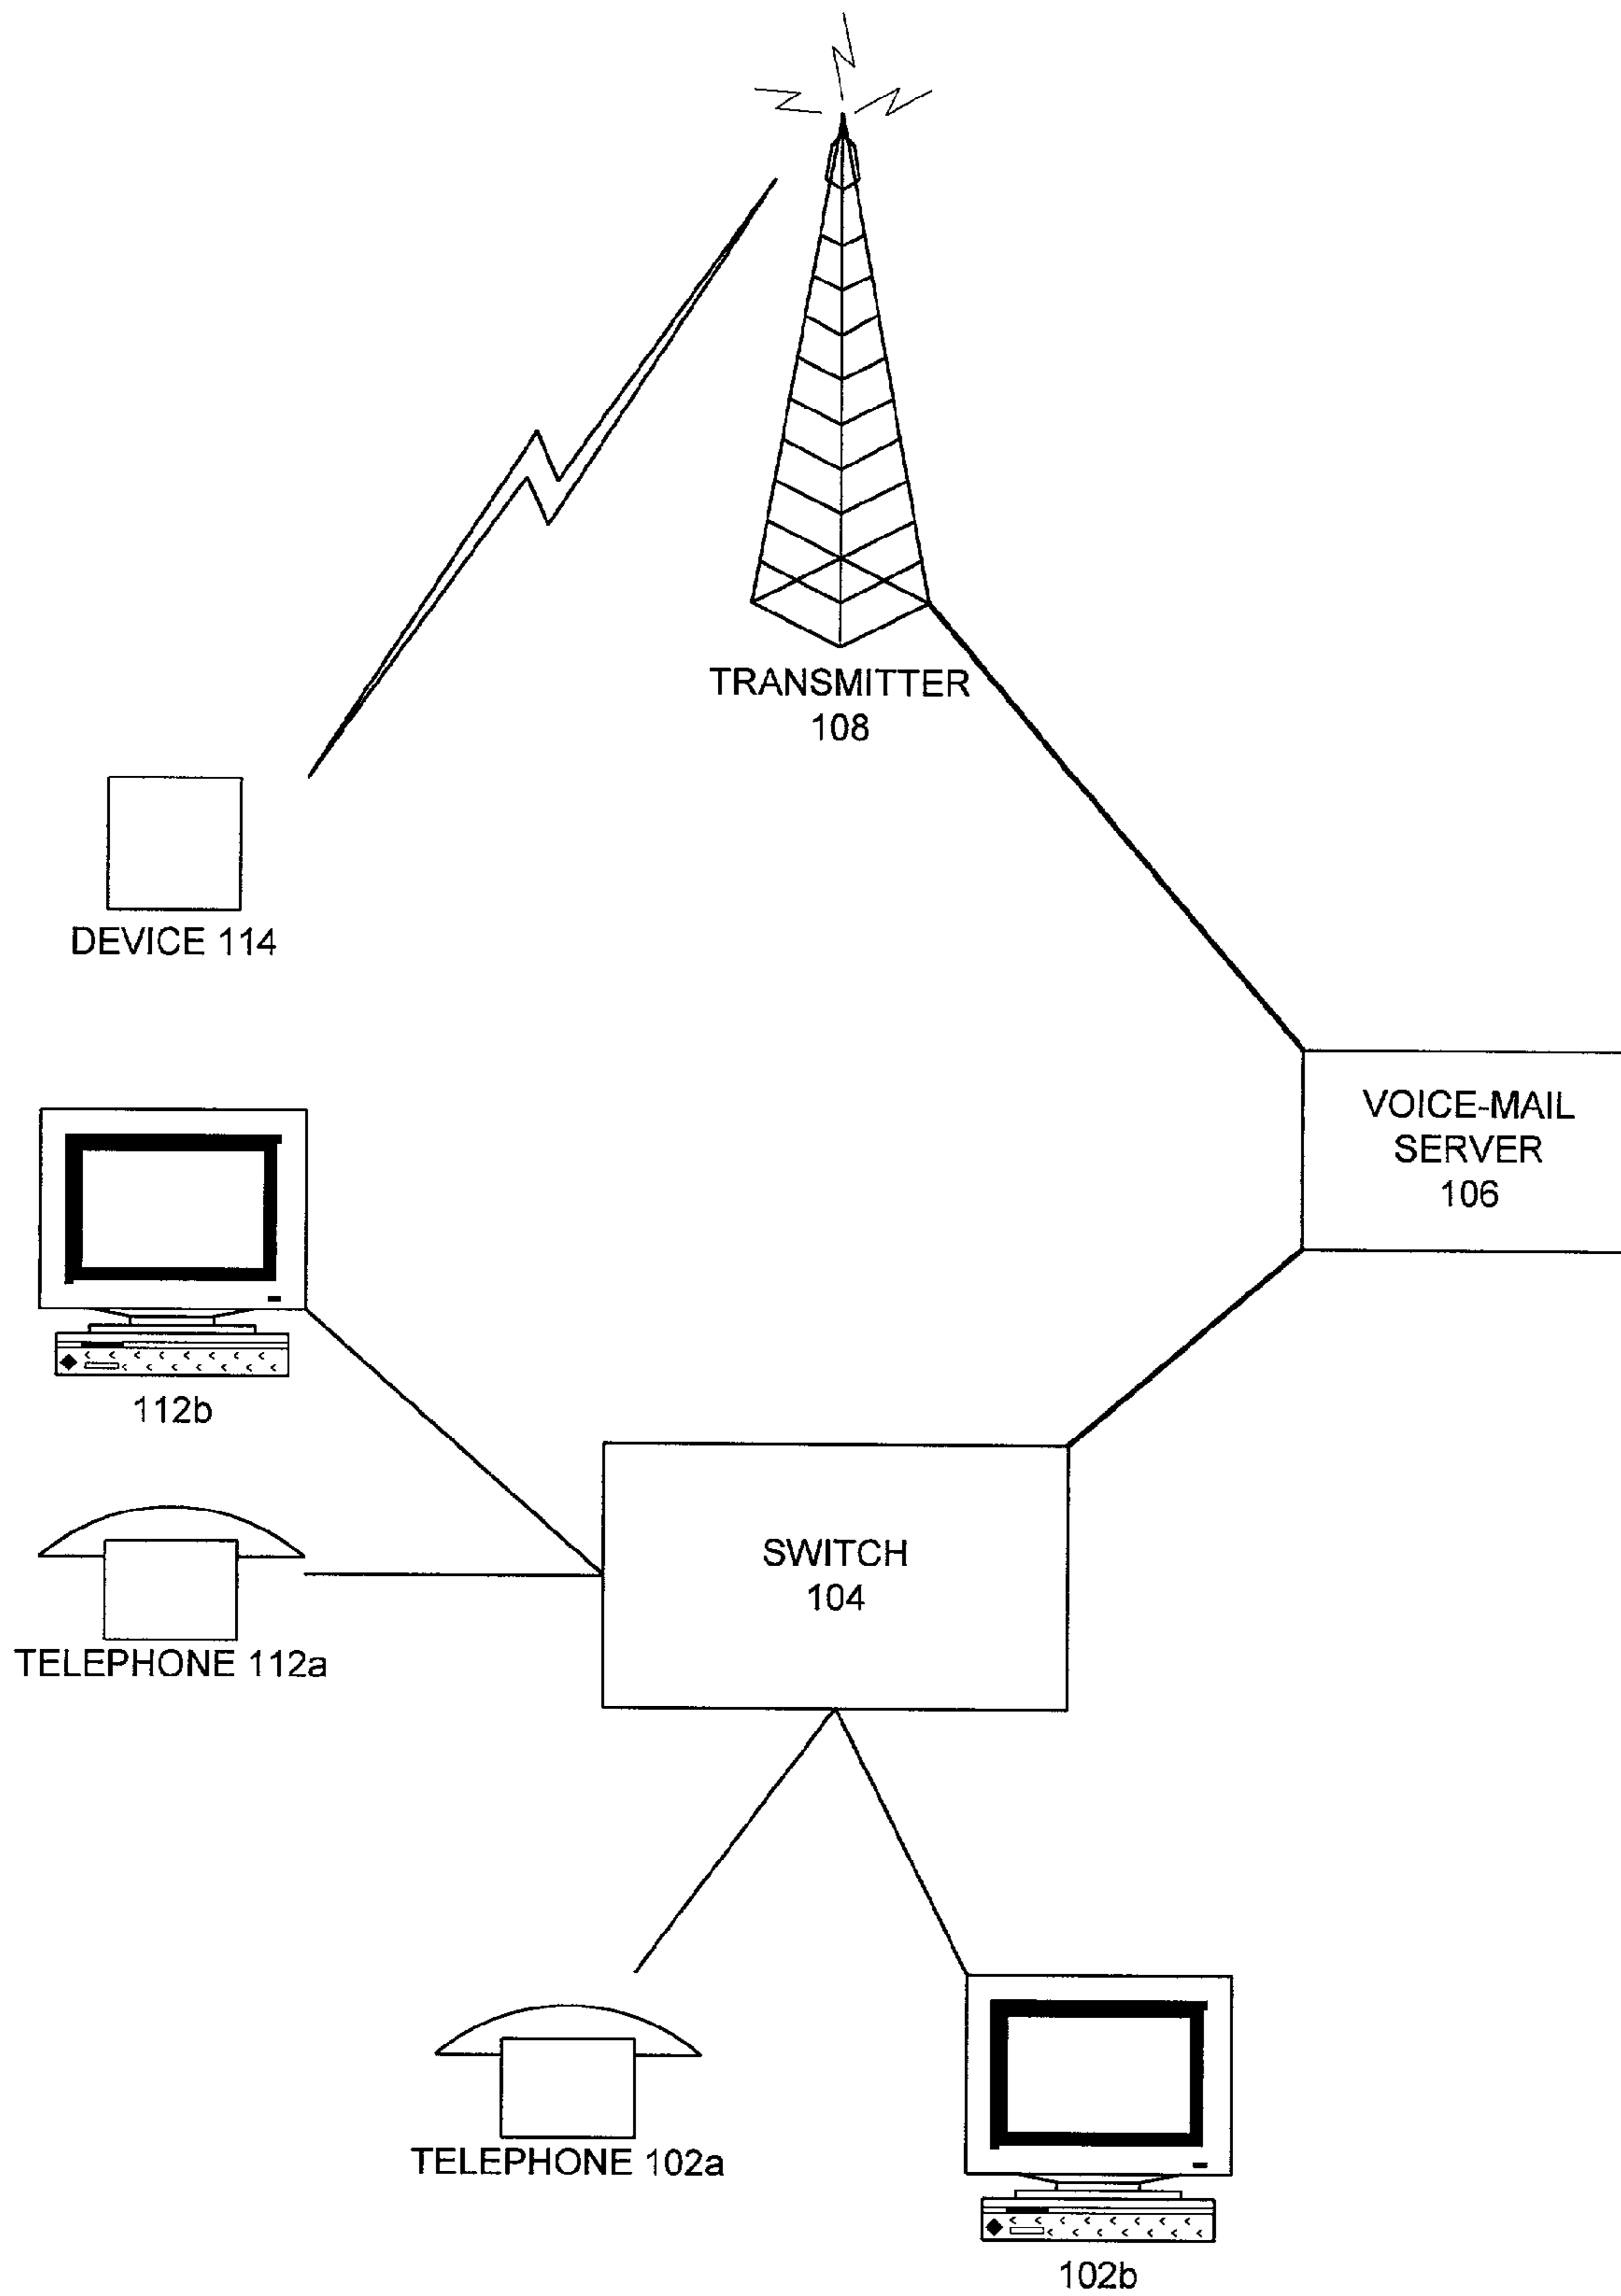 TRANSMITTER
108
DEVICE 114
VOICE-MAIL
SERVER
106
112b
SWITCH
104
TELEPHONE 112a
TELEPHONE 102a
102b